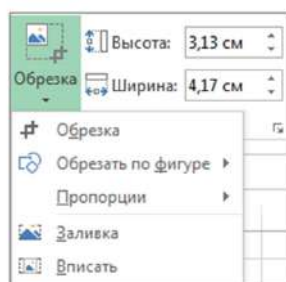 Высота: 3,13 см
Обрезка Ширина: 4,17 см
Обрезка
Обрезать по фигуре
Пропорции
Заливка
Вписать